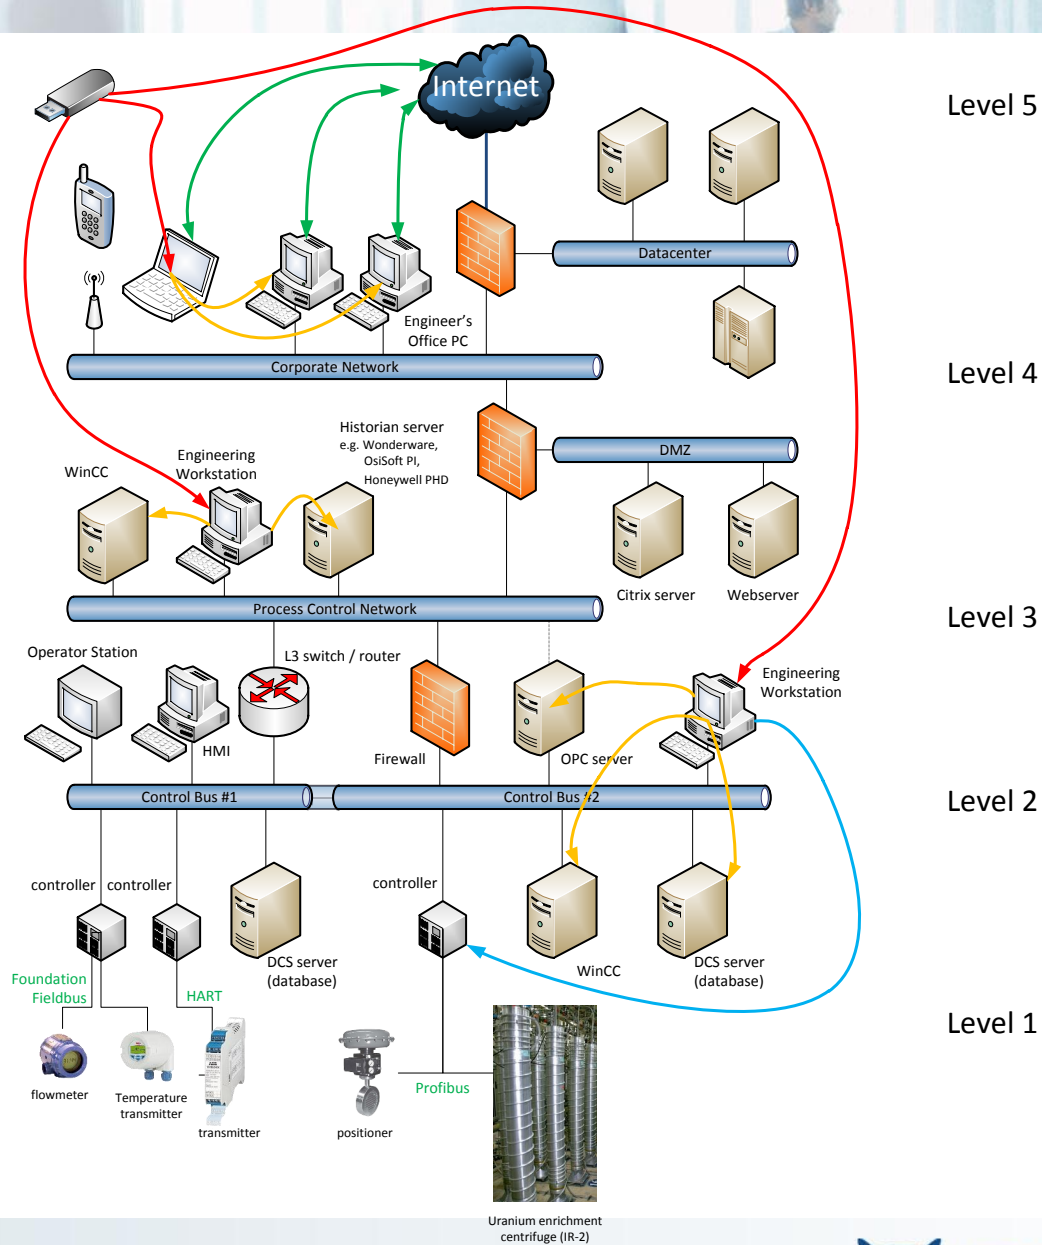 Internet
Level 5
Datacenter
Engineer's
Office PC
Corporate Network
Level 4
Historian server
e.g. Wonderware,
OsiSoft PI,
Honeywell PHD
DMZ
WinCC
Engineering
Workstation
Citrix server
Webserver
Process Control Network
Level 3
Operator Station
L3 switch / router
Engineering
Workstation
HMI
Firewall
OPC server
Control Bus #1
Control Bus #2
Level 2
controller
controller
controller
DCS server
(database)
WinCC
DCS server
(database)
Foundation
Fieldbus
HART
Level 1
flowmeter
Temperature
transmitter
transmitter
positioner
Profibus
Uranium enrichment
centrifuge (IR-2)